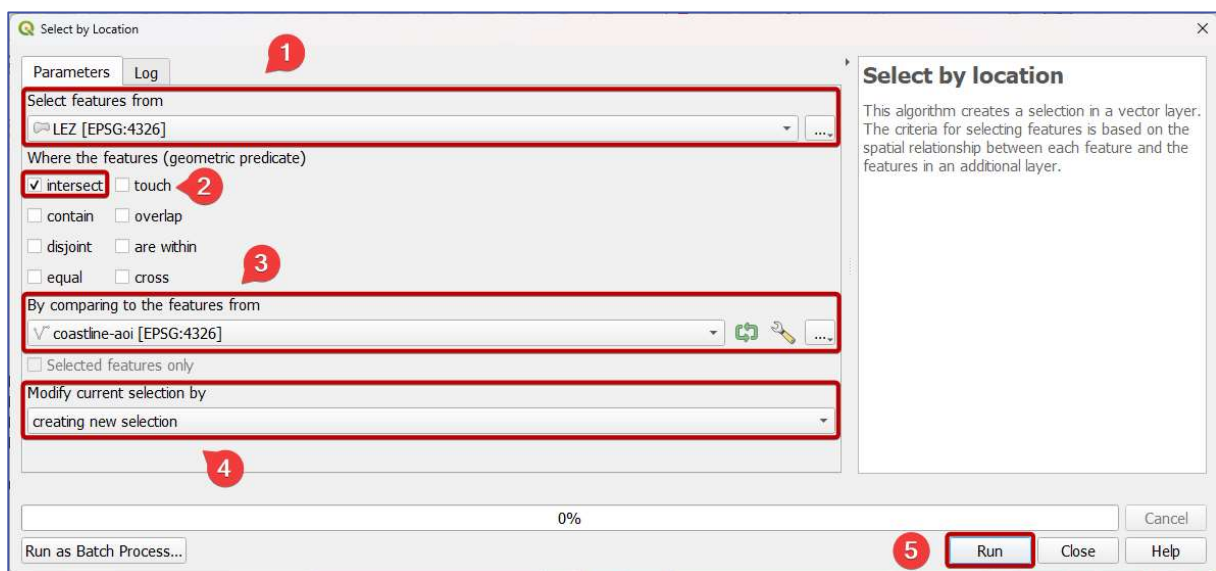 Select by Location
1
Parameters Log
Select features from
LEZ [EPSG:4326]
...
Where the features (geometric predicate)
intersect touch
2
contain overlap
disjoint are within
3
equal cross
By comparing to the features from
coastline-aoi [EPSG:4326]
...
Selected features only
Modify current selection by
creating new selection
4
Select by location
This algorithm creates a selection in a vector layer.
The criteria for selecting features is based on the
spatial relationship between each feature and the
features in an additional layer.
0%
Cancel
Run as Batch Process...
5
Run Close Help